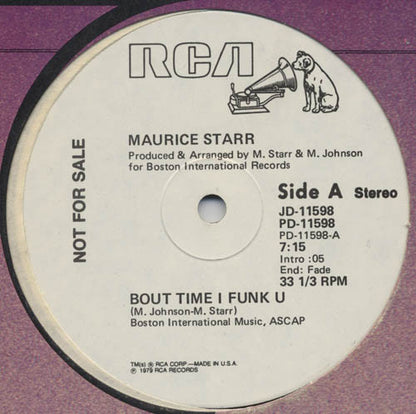 RCA
MAURICE STARR
Produced & Arranged by M. Starr & M. Johnson
for Boston International Records
NOT FOR SALE
Side A Stereo
JD-11598
PD-11598
PD-11598-A
7:15
Intro :05
End: Fade
33 1/3 RPM
BOUT TIME I FUNK U
(M. Johnson-M. Starr)
Boston International Music, ASCAP
TM(s) ® RCA CORP.—MADE IN U.S.A.
℗ 1979 RCA RECORDS